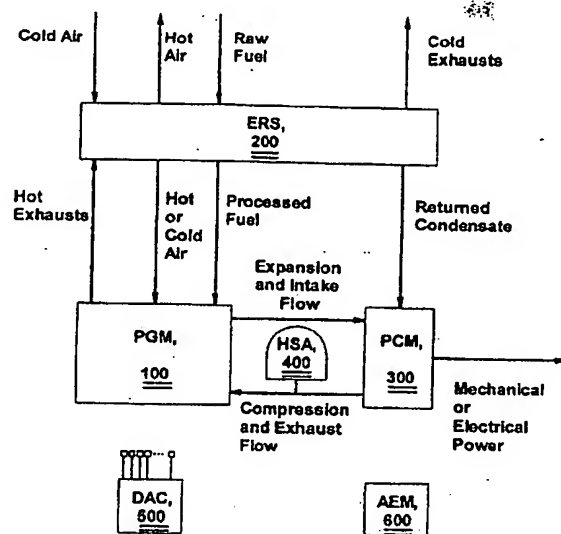 Cold Air
Hot
Air
Raw
Fuel
Cold
Exhausts
ERS,
200
Hot
Exhausts
Hot
or
Cold
Air
Processed
Fuel
Returned
Condensate
Expansion
and Intake
Flow
PGM,
100
HSA,
400
PCM,
300
Compression
and Exhaust
Flow
Mechanical
or
Electrical
Power
DAC,
500
AEM,
600